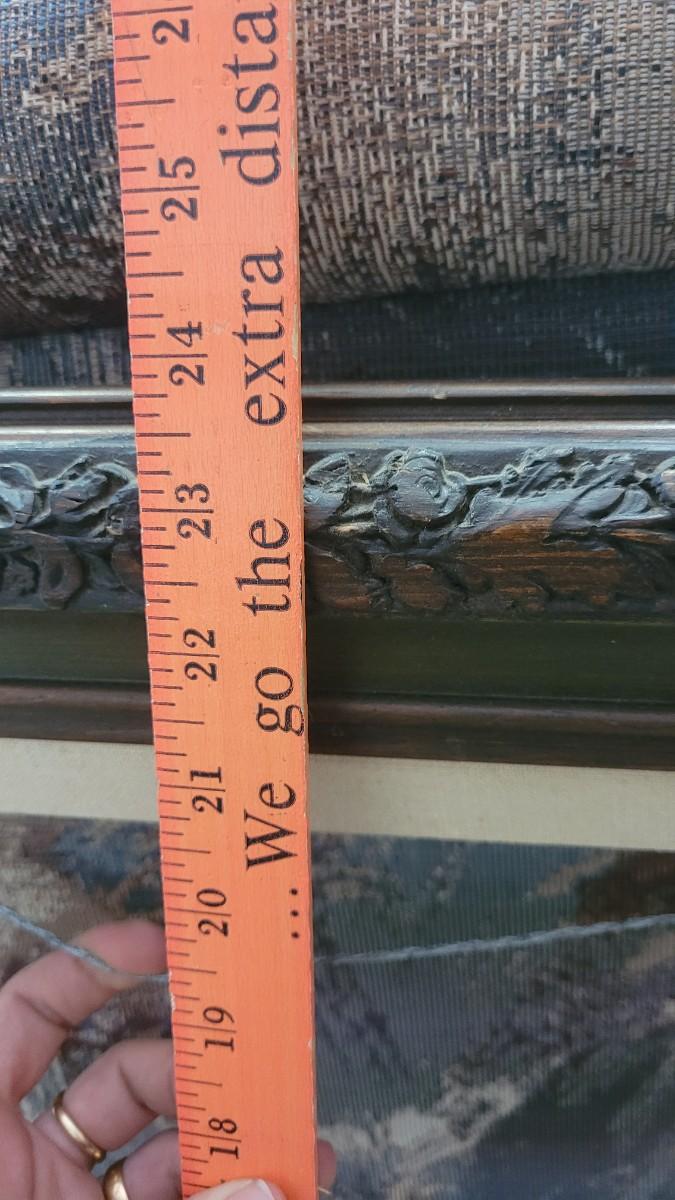 .... We go the extra dista
18 19 20 21 22 23 24 25 2